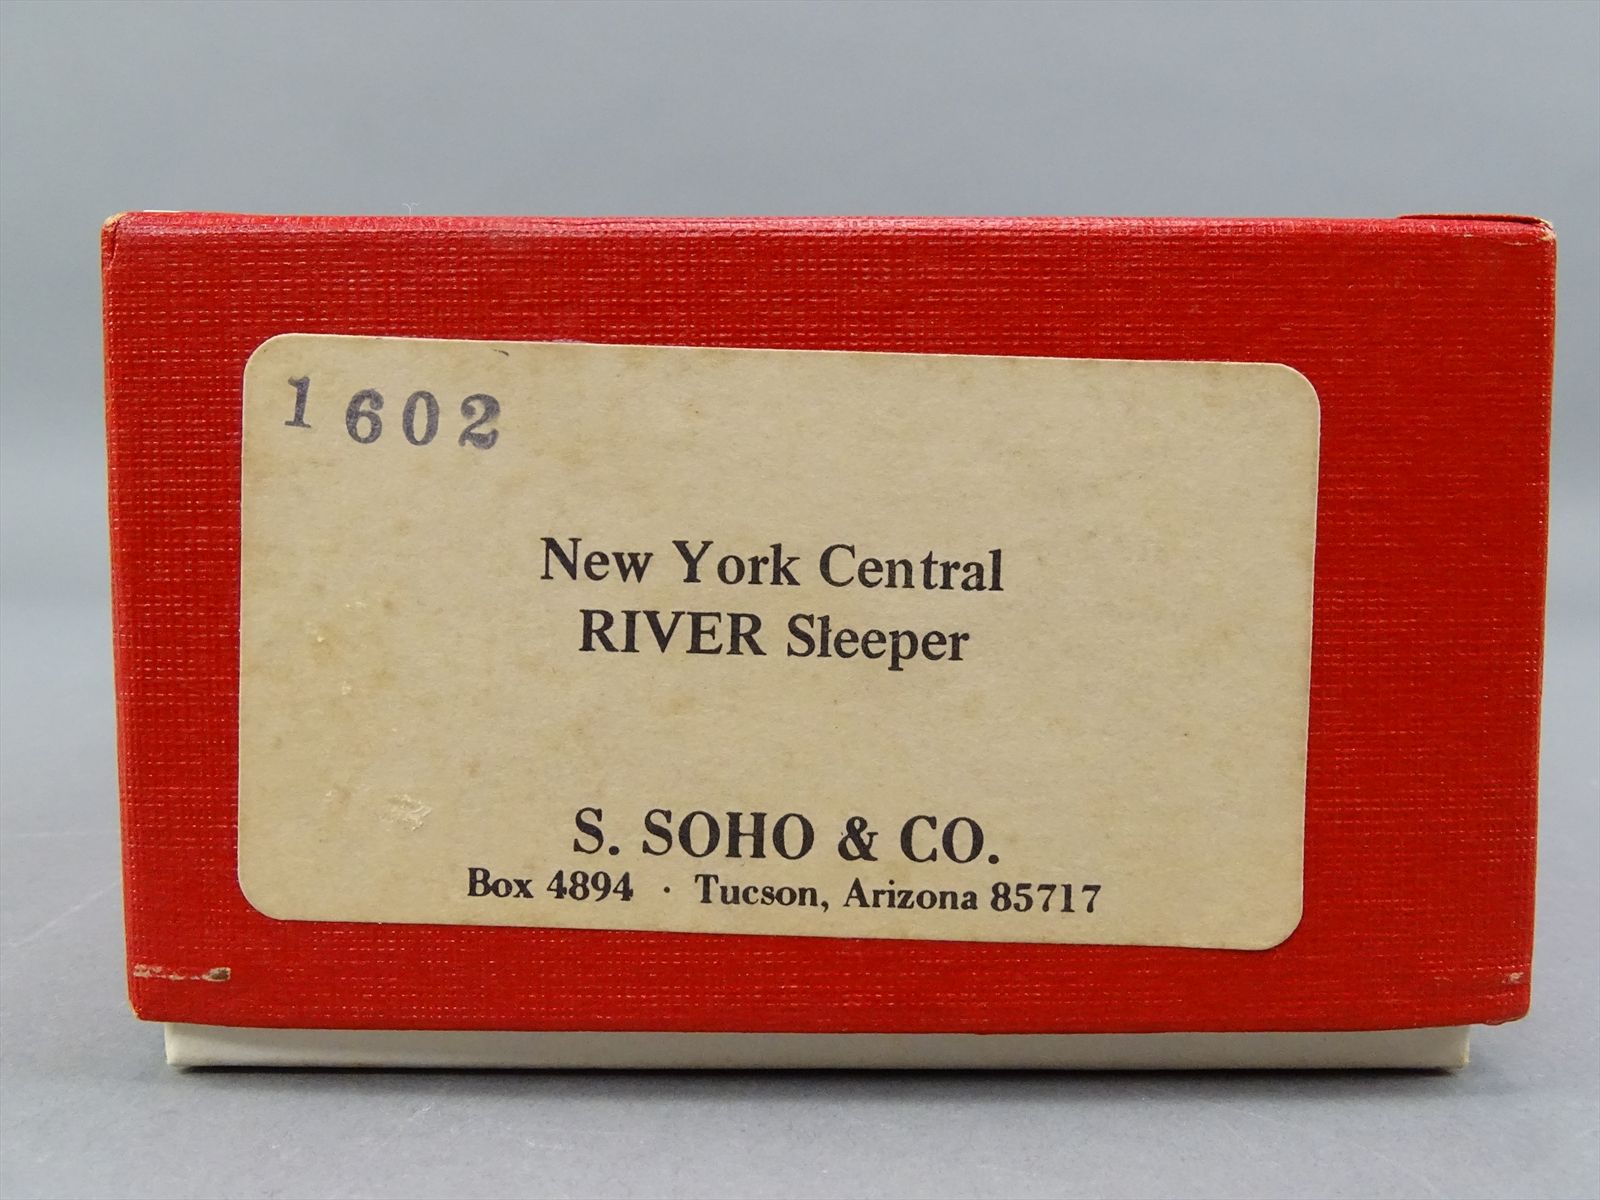 1602
New York Central
RIVER Sleeper
S. SOHO & CO.
Box 4894 · Tucson, Arizona 85717